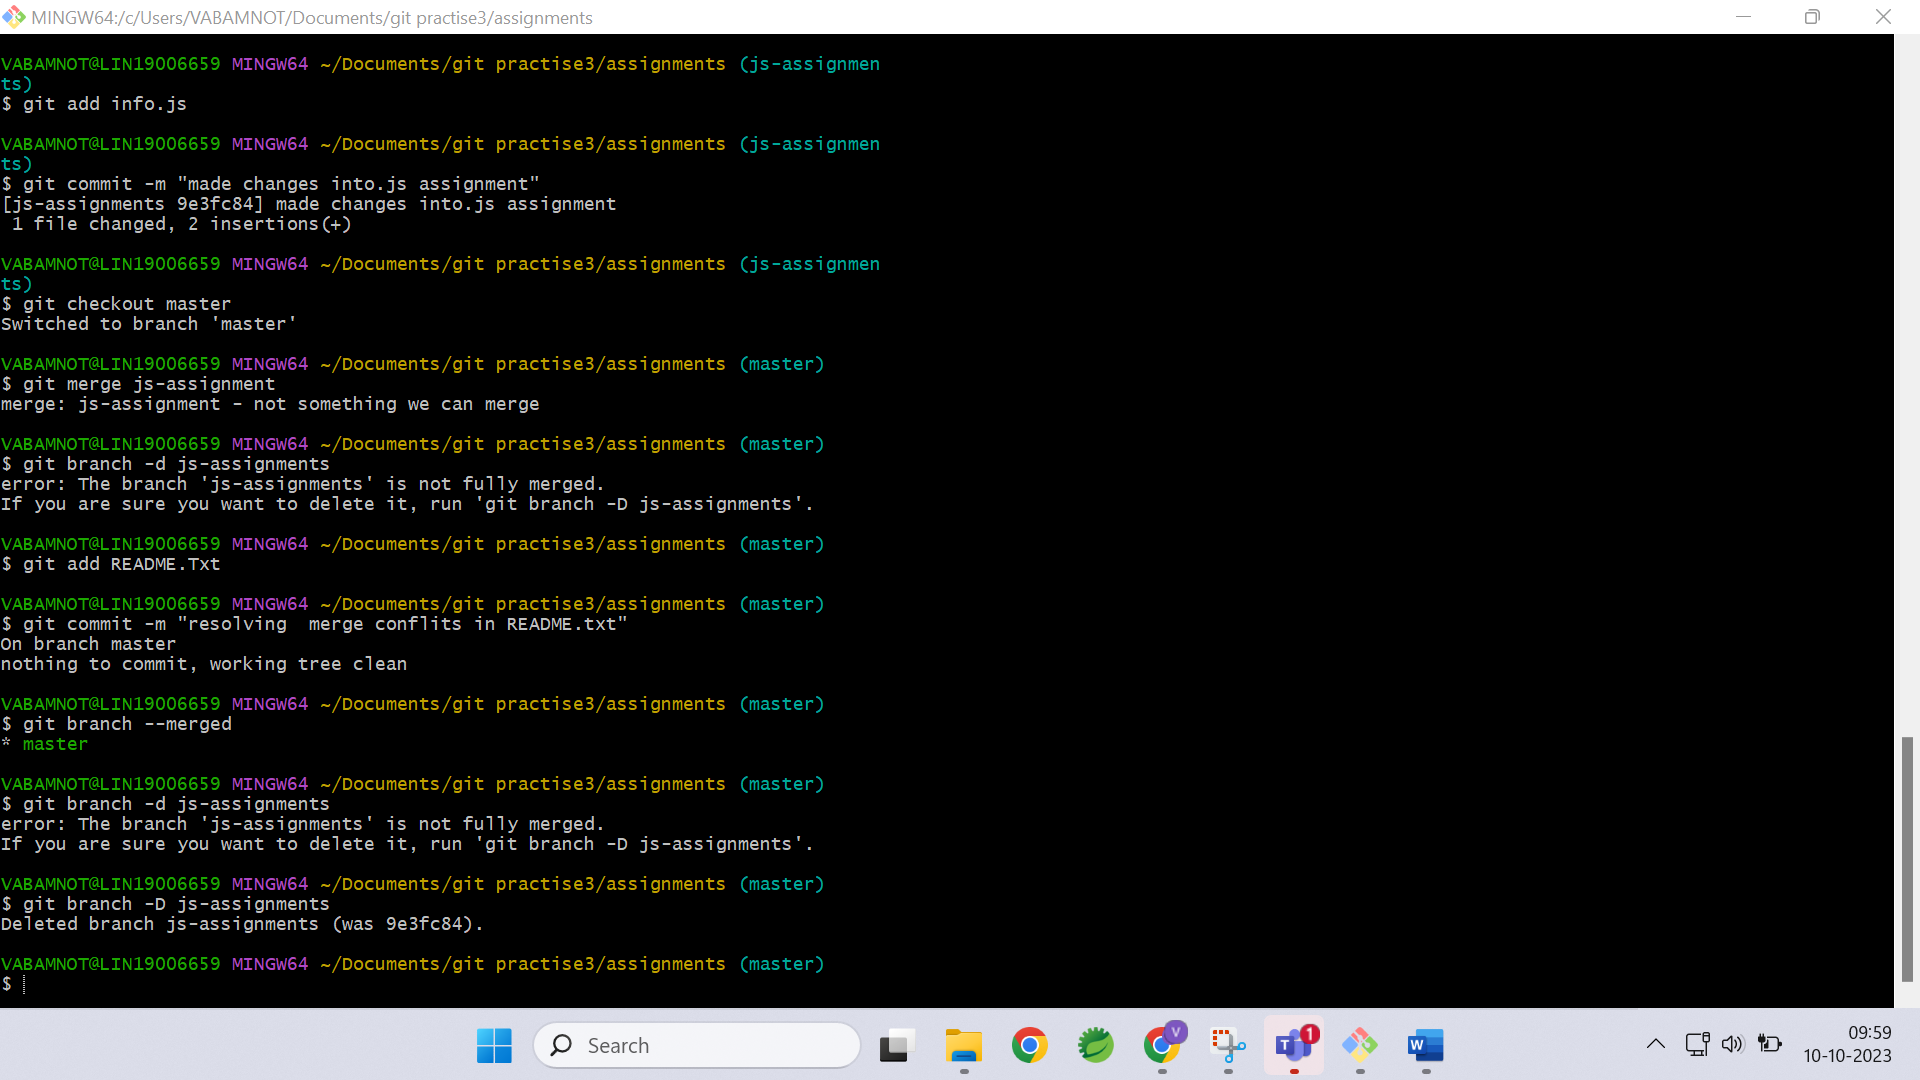 MINGW64:/c/Users/VABAMNOT/Documents/git practise3/assignments
VABAMNOT@LIN19006659 MINGW64 ~/Documents/git practise3/assignments (js-assignmen
ts)
$ git add info.js
VABAMNOT@LIN19006659 MINGW64 ~/Documents/git practise3/assignments (js-assignmen
ts)
$ git commit -m "made changes into.js assignment"
[js-assignments 9e3fc84] made changes into.js assignment
1 file changed, 2 insertions(+)
VABAMNOT@LIN19006659 MINGW64 ~/Documents/git practise3/assignments (js-assignmen
ts)
$ git checkout master
Switched to branch 'master'
VABAMNOT@LIN19006659 MINGW64 ~/Documents/git practise3/assignments (master)
$ git merge js-assignment
merge: js-assignment - not something we can merge
VABAMNOT@LIN19006659 MINGW64 ~/Documents/git practise3/assignments (master)
$ git branch -d js-assignments
error: The branch 'js-assignments' is not fully merged.
If you are sure you want to delete it, run 'git branch -D js-assignments'.
VABAMNOT@LIN19006659 MINGW64 ~/Documents/git practise3/assignments (master)
$ git add README.Txt
VABAMNOT@LIN19006659 MINGW64 ~/Documents/git practise3/assignments (master)
$ git commit -m "resolving  merge conflits in README.txt"
On branch master
nothing to commit, working tree clean
VABAMNOT@LIN19006659 MINGW64 ~/Documents/git practise3/assignments (master)
$ git branch --merged
* master
VABAMNOT@LIN19006659 MINGW64 ~/Documents/git practise3/assignments (master)
$ git branch -d js-assignments
error: The branch 'js-assignments' is not fully merged.
If you are sure you want to delete it, run 'git branch -D js-assignments'.
VABAMNOT@LIN19006659 MINGW64 ~/Documents/git practise3/assignments (master)
$ git branch -D js-assignments
Deleted branch js-assignments (was 9e3fc84).
VABAMNOT@LIN19006659 MINGW64 ~/Documents/git practise3/assignments (master)
$
Search
V
T
1
W
09:59
10-10-2023